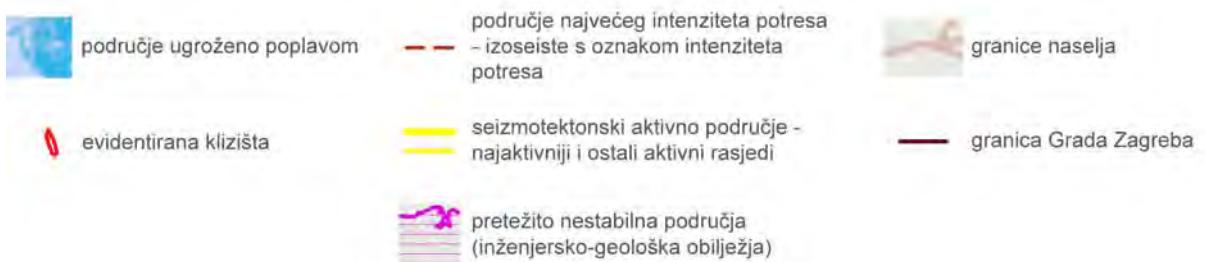 područje ugroženo poplavom
evidentirana klizišta
područje najvećeg intenziteta potresa
- izoseiste s oznakom intenziteta
potresa
seizmotektonski aktivno područje -
najaktivniji i ostali aktivni rasjedi
pretežito nestabilna područja
(inženjersko-geološka obilježja)
granice naselja
granica Grada Zagreba